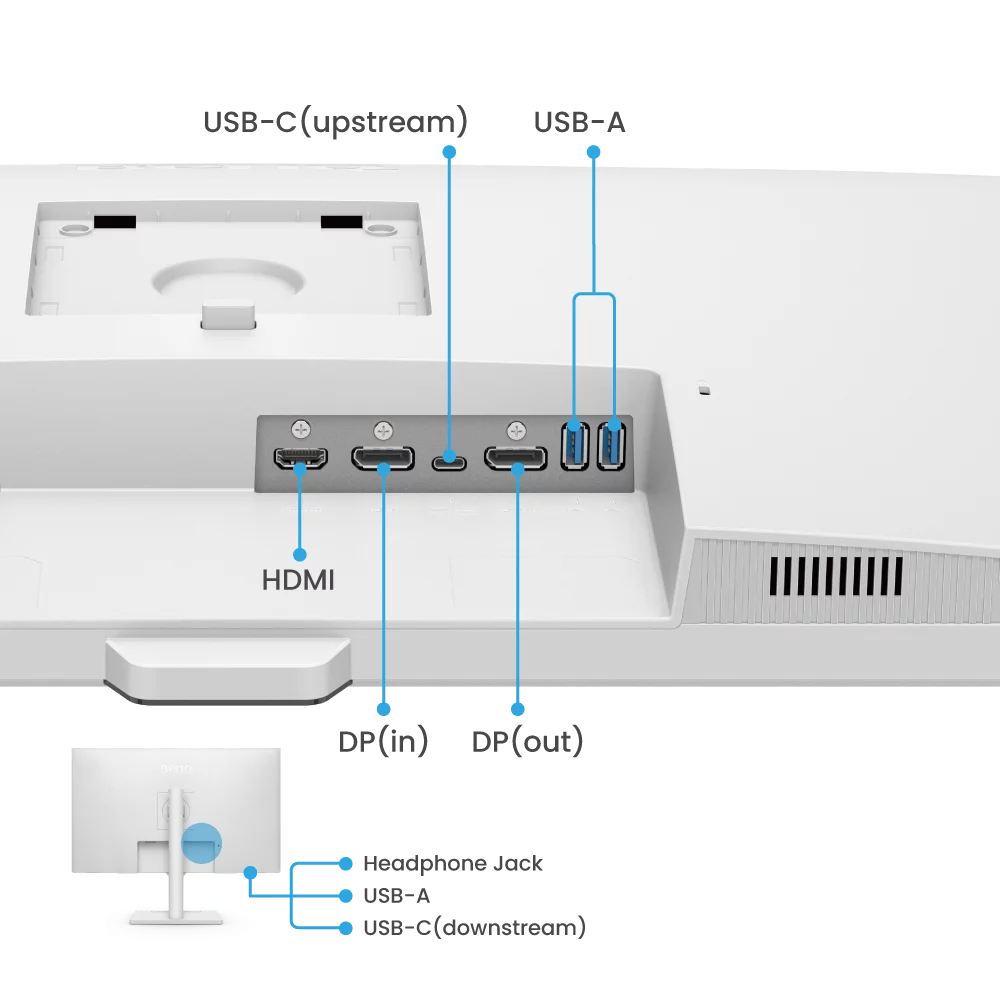 USB-C(upstream) USB-A
HDMI
DP(in) DP(out)
Headphone Jack
USB-A
USB-C(downstream)